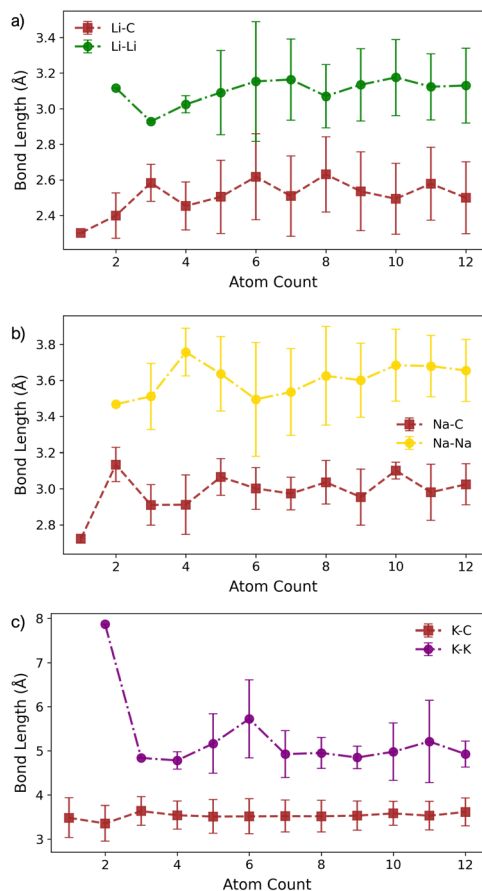 a)
Li-C
Li-Li
Bond Length (Å)
3.4
3.2
3.0
2.8
2.6
2.4
2 4 6 8 10 12
Atom Count
b)
Na-C
Na-Na
Bond Length (Å)
3.8
3.6
3.4
3.2
3.0
2.8
2 4 6 8 10 12
Atom Count
c)
K-C
K-K
Bond Length (Å)
8
7
6
5
4
3
0 2 4 6 8 10 12
Atom Count